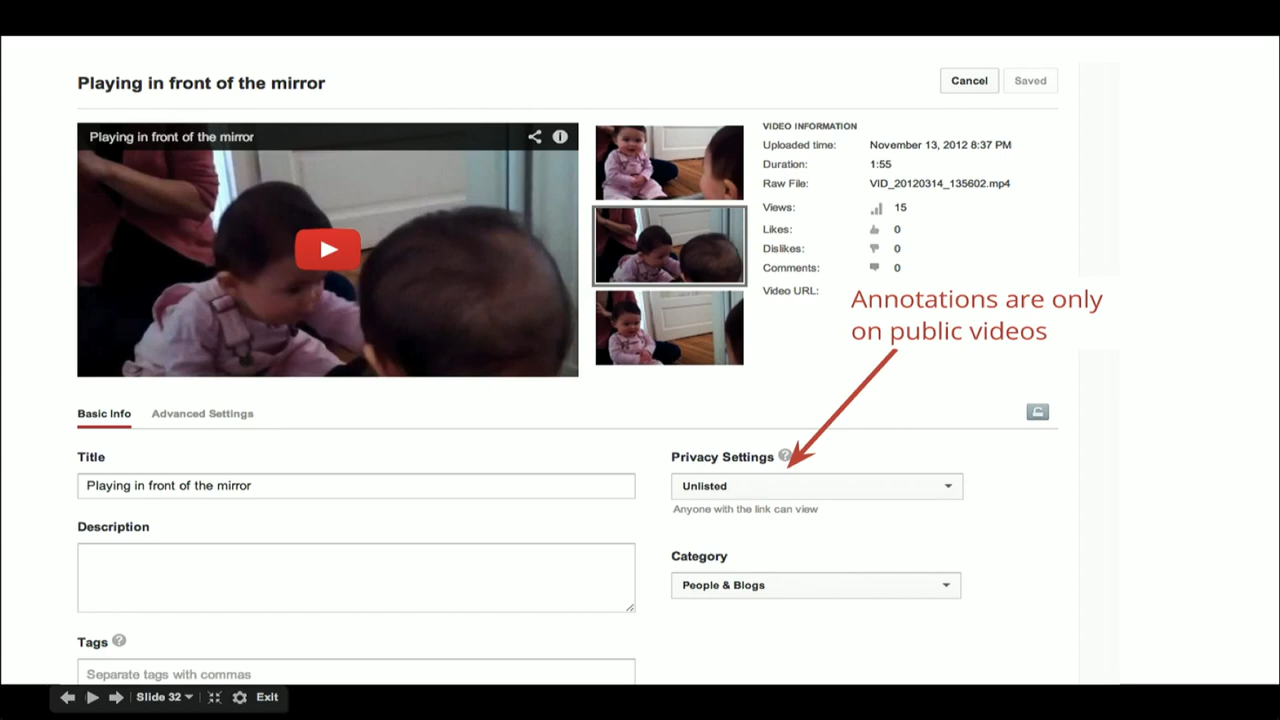 Playing in front of the mirror
Cancel
Saved
Playing in front of the mirror
VIDEO INFORMATION
Uploaded time: November 13, 2012 8:37 PM
Duration: 1:55
Raw File: VID_20120314_135602.mp4
Views: 15
Likes: 0
Dislikes: 0
Comments: 0
Video URL:
Annotations are only
on public videos
Basic Info
Advanced Settings
Title
Playing in front of the mirror
Description
Tags ?
Separate tags with commas
Privacy Settings ?
Unlisted
Anyone with the link can view
Category
People & Blogs
Slide 32
Exit